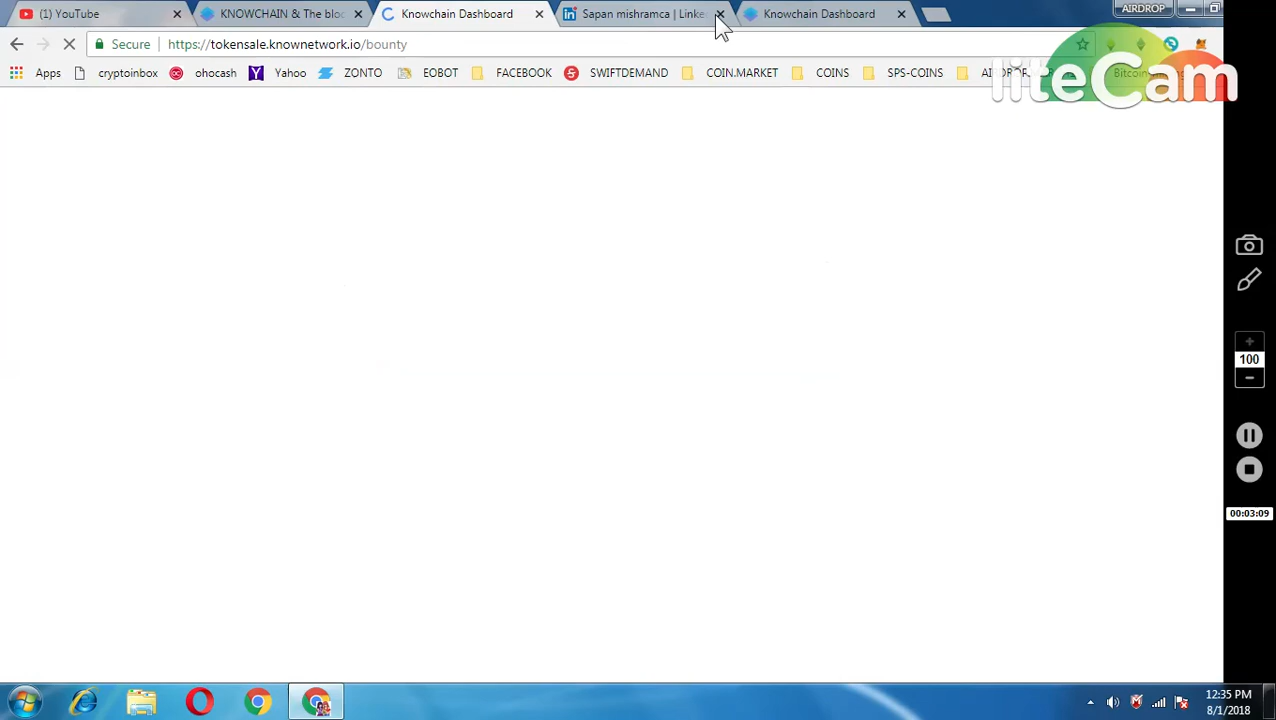 (1) YouTube
KNOWCHAIN & The blo
Knowchain Dashboard
Sapan mishramca | Linke
Knowchain Dashboard
AIRDROP
Secure
https://tokensale.knownetwork.io/bounty
Apps
cryptoinbox
ohocash
Yahoo
ZONTO
EOBOT
FACEBOOK
SWIFTDEMAND
COIN.MARKET
COINS
SPS-COINS
liteCam
100
00:03:09
12:35 PM
8/1/2018